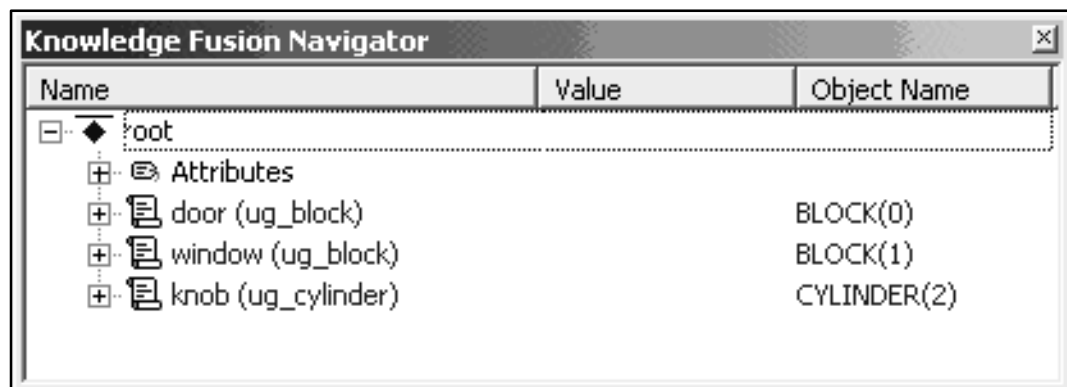 Knowledge Fusion Navigator
Name Value Object Name
root
Attributes
door (ug_block) BLOCK(0)
window (ug_block) BLOCK(1)
knob (ug_cylinder) CYLINDER(2)